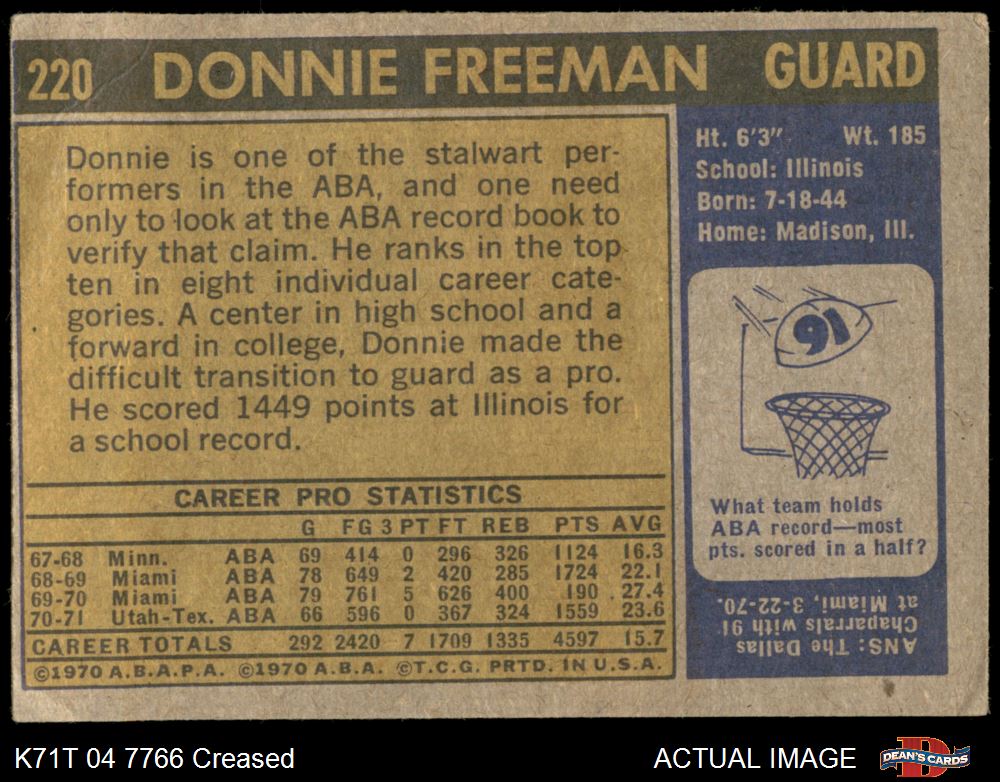 220 DONNIE FREEMAN GUARD
Donnie is one of the stalwart per-
formers in the ABA, and one need
only to look at the ABA record book to
verify that claim. He ranks in the top
ten in eight individual career cate-
gories. A center in high school and a
forward in college, Donnie made the
difficult transition to guard as a pro.
He scored 1449 points at Illinois for
a school record.
CAREER PRO STATISTICS
G FG 3 PT FT REB PTS AVG
67-68 Minn. ABA 69 414 0 296 326 1124 16.3
68-69 Miami ABA 78 649 2 420 285 1724 22.1
69-70 Miami ABA 79 761 5 626 400 190 27.4
70-71 Utah-Tex. ABA 66 596 0 367 324 1559 23.6
CAREER TOTALS 292 2420 7 1709 1335 4597 15.7
©1970 A.B.A.P.A. ©1970 A.B.A. ©T.C.G. PRTD. IN U.S.A.
Ht. 6'3" Wt. 185
School: Illinois
Born: 7-18-44
Home: Madison, Ill.
91
What team holds
ABA record—most
pts. scored in a half?
ANS: The Dallas
Chaparrals with 91
at Miami, 3-22-70.
K71T 04 7766 Creased
ACTUAL IMAGE
D
DEAN'S CARDS